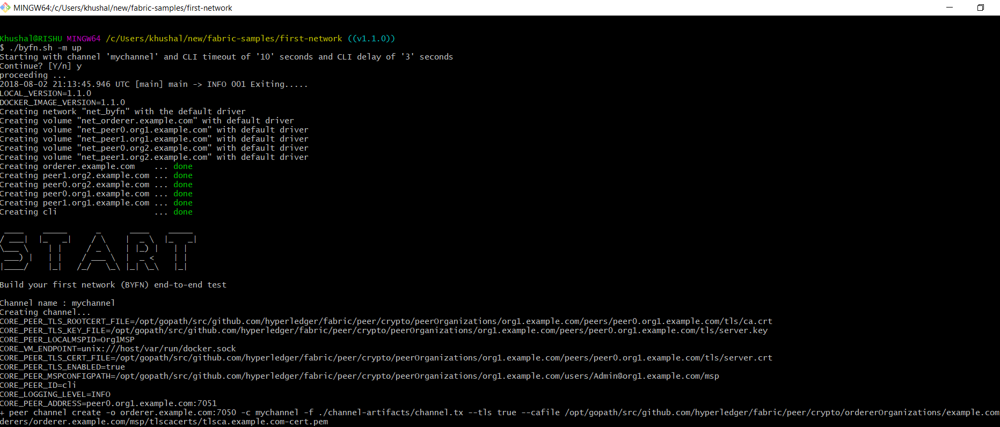 MINGW64:/c/Users/khushal/new/fabric-samples/first-network
Khushal@RISHU MINGW64 /c/Users/khushal/new/fabric-samples/first-network ((v1.1.0))
$ ./byfn.sh -m up
Starting with channel 'mychannel' and CLI timeout of '10' seconds and CLI delay of '3' seconds
Continue? [Y/n] y
proceeding ...
2018-08-02 21:13:45.946 UTC [main] main -> INFO 001 Exiting.....
LOCAL_VERSION=1.1.0
DOCKER_IMAGE_VERSION=1.1.0
Creating network "net_byfn" with the default driver
Creating volume "net_orderer.example.com" with default driver
Creating volume "net_peer0.org1.example.com" with default driver
Creating volume "net_peer1.org1.example.com" with default driver
Creating volume "net_peer0.org2.example.com" with default driver
Creating volume "net_peer1.org2.example.com" with default driver
Creating orderer.example.com    ... done
Creating peer1.org2.example.com ... done
Creating peer0.org2.example.com ... done
Creating peer0.org1.example.com ... done
Creating peer1.org1.example.com ... done
Creating cli                    ... done
START
Build your first network (BYFN) end-to-end test
Channel name : mychannel
Creating channel...
CORE_PEER_TLS_ROOTCERT_FILE=/opt/gopath/src/github.com/hyperledger/fabric/peer/crypto/peerOrganizations/org1.example.com/peers/peer0.org1.example.com/tls/ca.crt
CORE_PEER_TLS_KEY_FILE=/opt/gopath/src/github.com/hyperledger/fabric/peer/crypto/peerOrganizations/org1.example.com/peers/peer0.org1.example.com/tls/server.key
CORE_PEER_LOCALMSPID=Org1MSP
CORE_VM_ENDPOINT=unix:///host/var/run/docker.sock
CORE_PEER_TLS_CERT_FILE=/opt/gopath/src/github.com/hyperledger/fabric/peer/crypto/peerOrganizations/org1.example.com/peers/peer0.org1.example.com/tls/server.crt
CORE_PEER_TLS_ENABLED=true
CORE_PEER_MSPCONFIGPATH=/opt/gopath/src/github.com/hyperledger/fabric/peer/crypto/peerOrganizations/org1.example.com/users/Admin@org1.example.com/msp
CORE_PEER_ID=cli
CORE_LOGGING_LEVEL=INFO
CORE_PEER_ADDRESS=peer0.org1.example.com:7051
+ peer channel create -o orderer.example.com:7050 -c mychannel -f ./channel-artifacts/channel.tx --tls true --cafile /opt/gopath/src/github.com/hyperledger/fabric/peer/crypto/ordererOrganizations/example.com
derers/orderer.example.com/msp/tlscacerts/tlsca.example.com-cert.pem